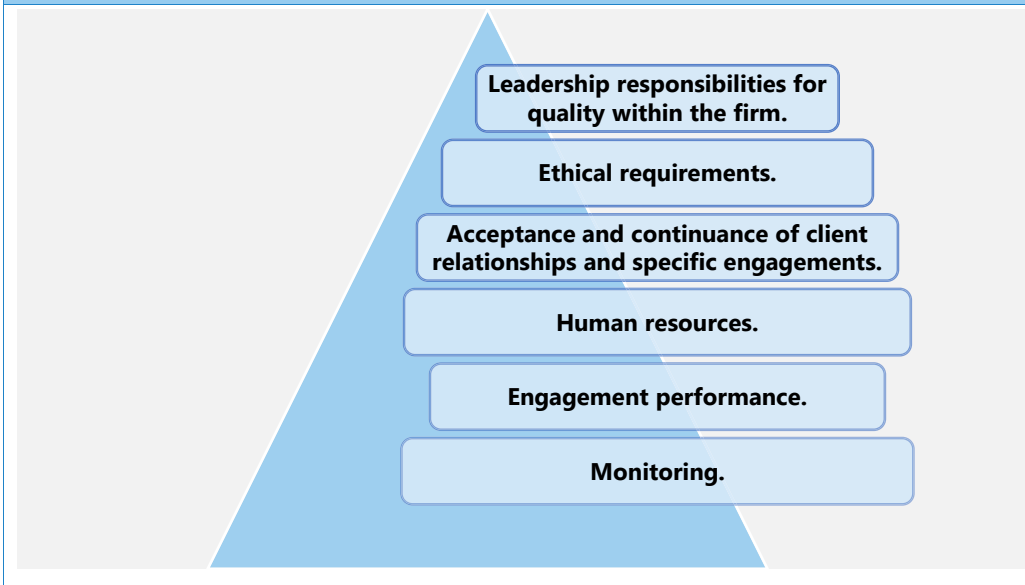 Leadership responsibilities for
quality within the firm.
Ethical requirements.
Acceptance and continuance of client
relationships and specific engagements.
Human resources.
Engagement performance.
Monitoring.